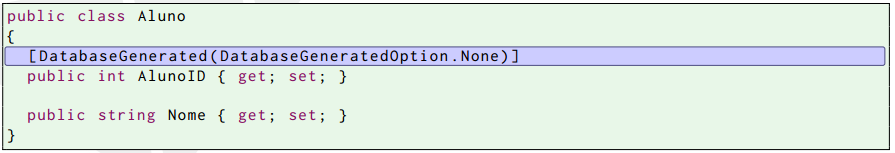 public class Aluno
{
[DatabaseGenerated(DatabaseGeneratedOption.None)]
public int AlunoID { get; set; }
public string Nome { get; set; }
}